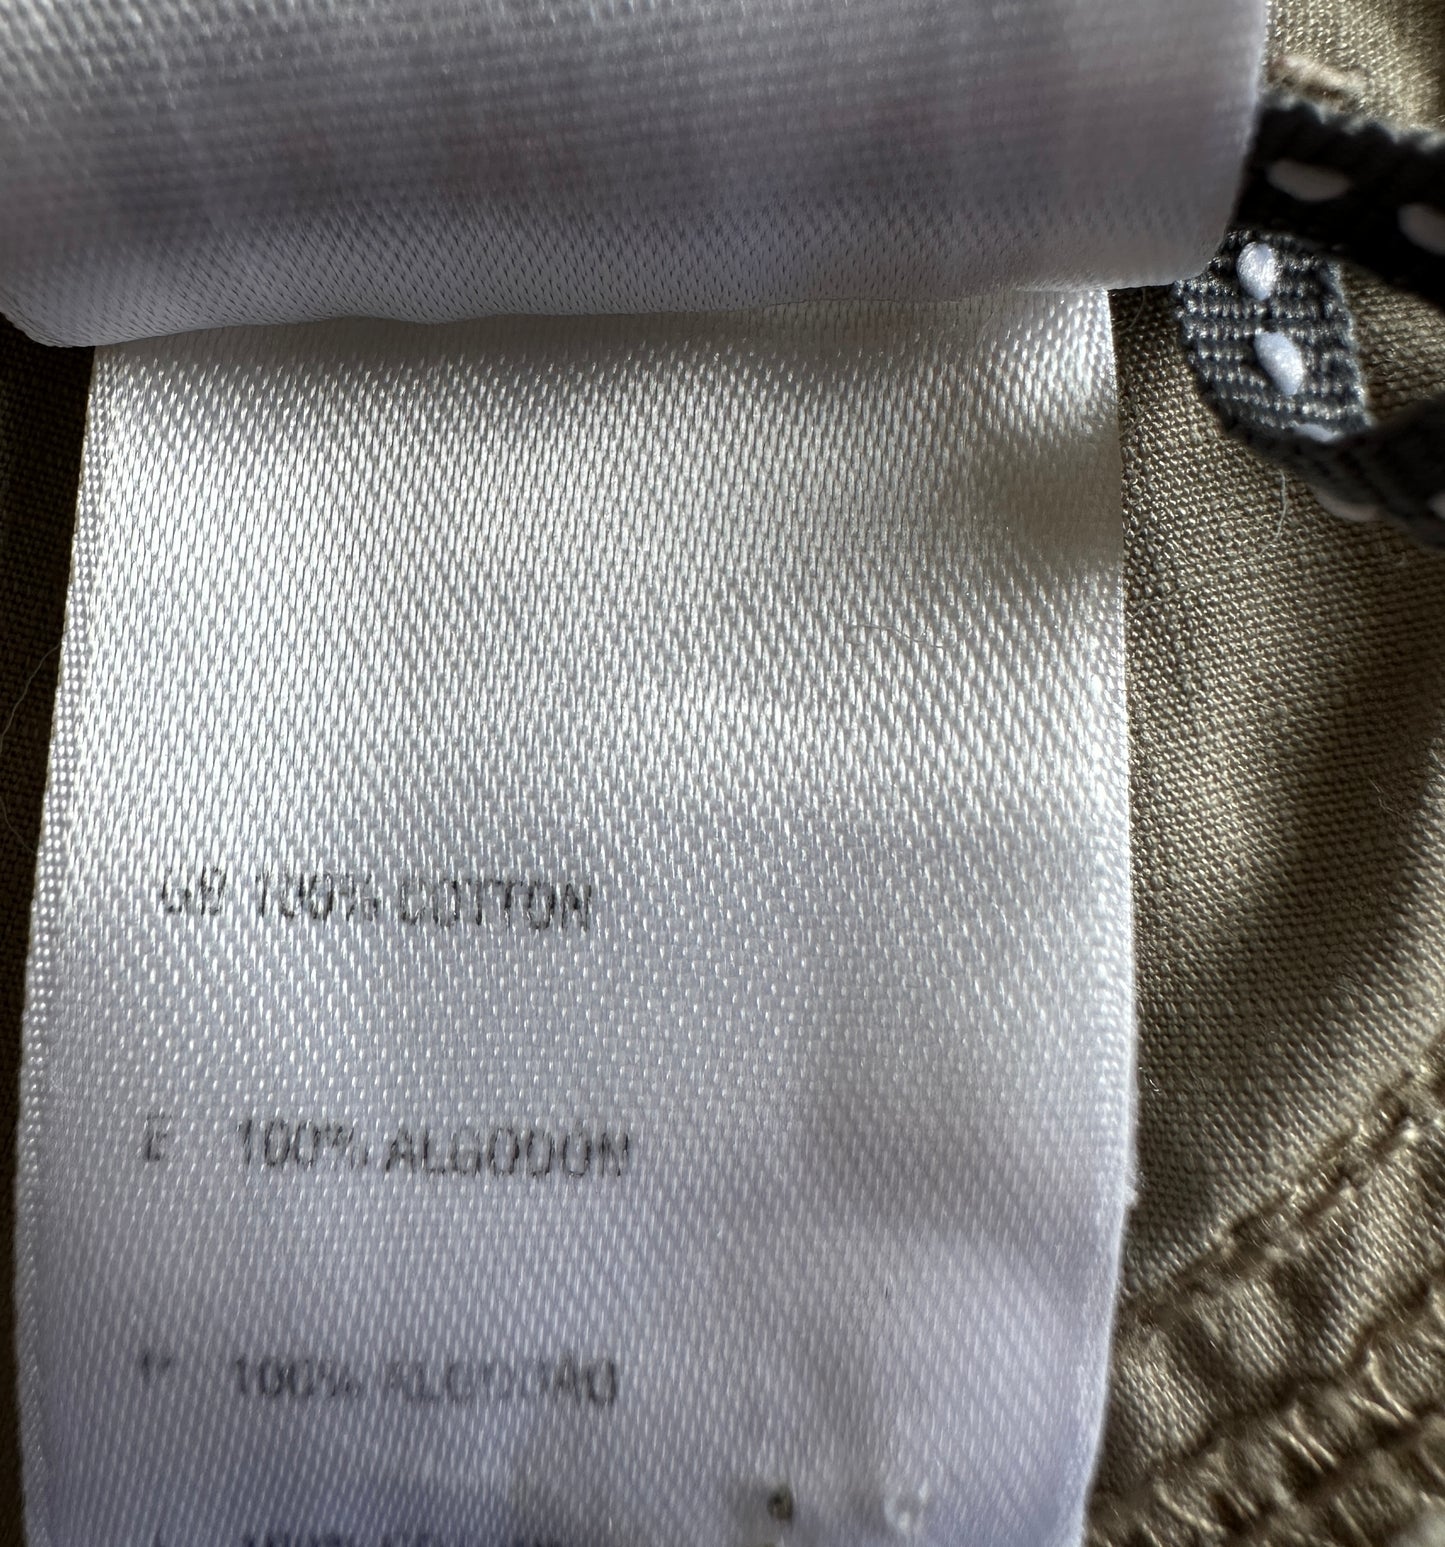 GB 100% COTTON
E 100% ALGODON
100% ALGODAO